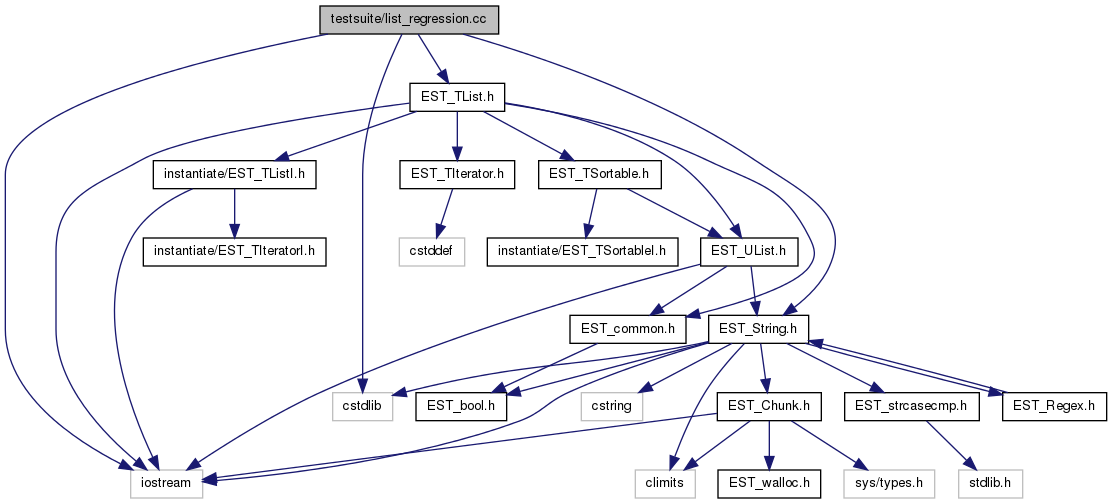 testsuite/list_regression.cc
EST_TList.h
instantiate/EST_TListI.h
EST_TIterator.h
EST_TSortable.h
instantiate/EST_TIteratorI.h
cstddef
instantiate/EST_TSortableI.h
EST_UList.h
EST_common.h
EST_String.h
cstdlib
EST_bool.h
cstring
EST_Chunk.h
EST_strcasecmp.h
EST_Regex.h
iostream
climits
EST_walloc.h
sys/types.h
stdlib.h